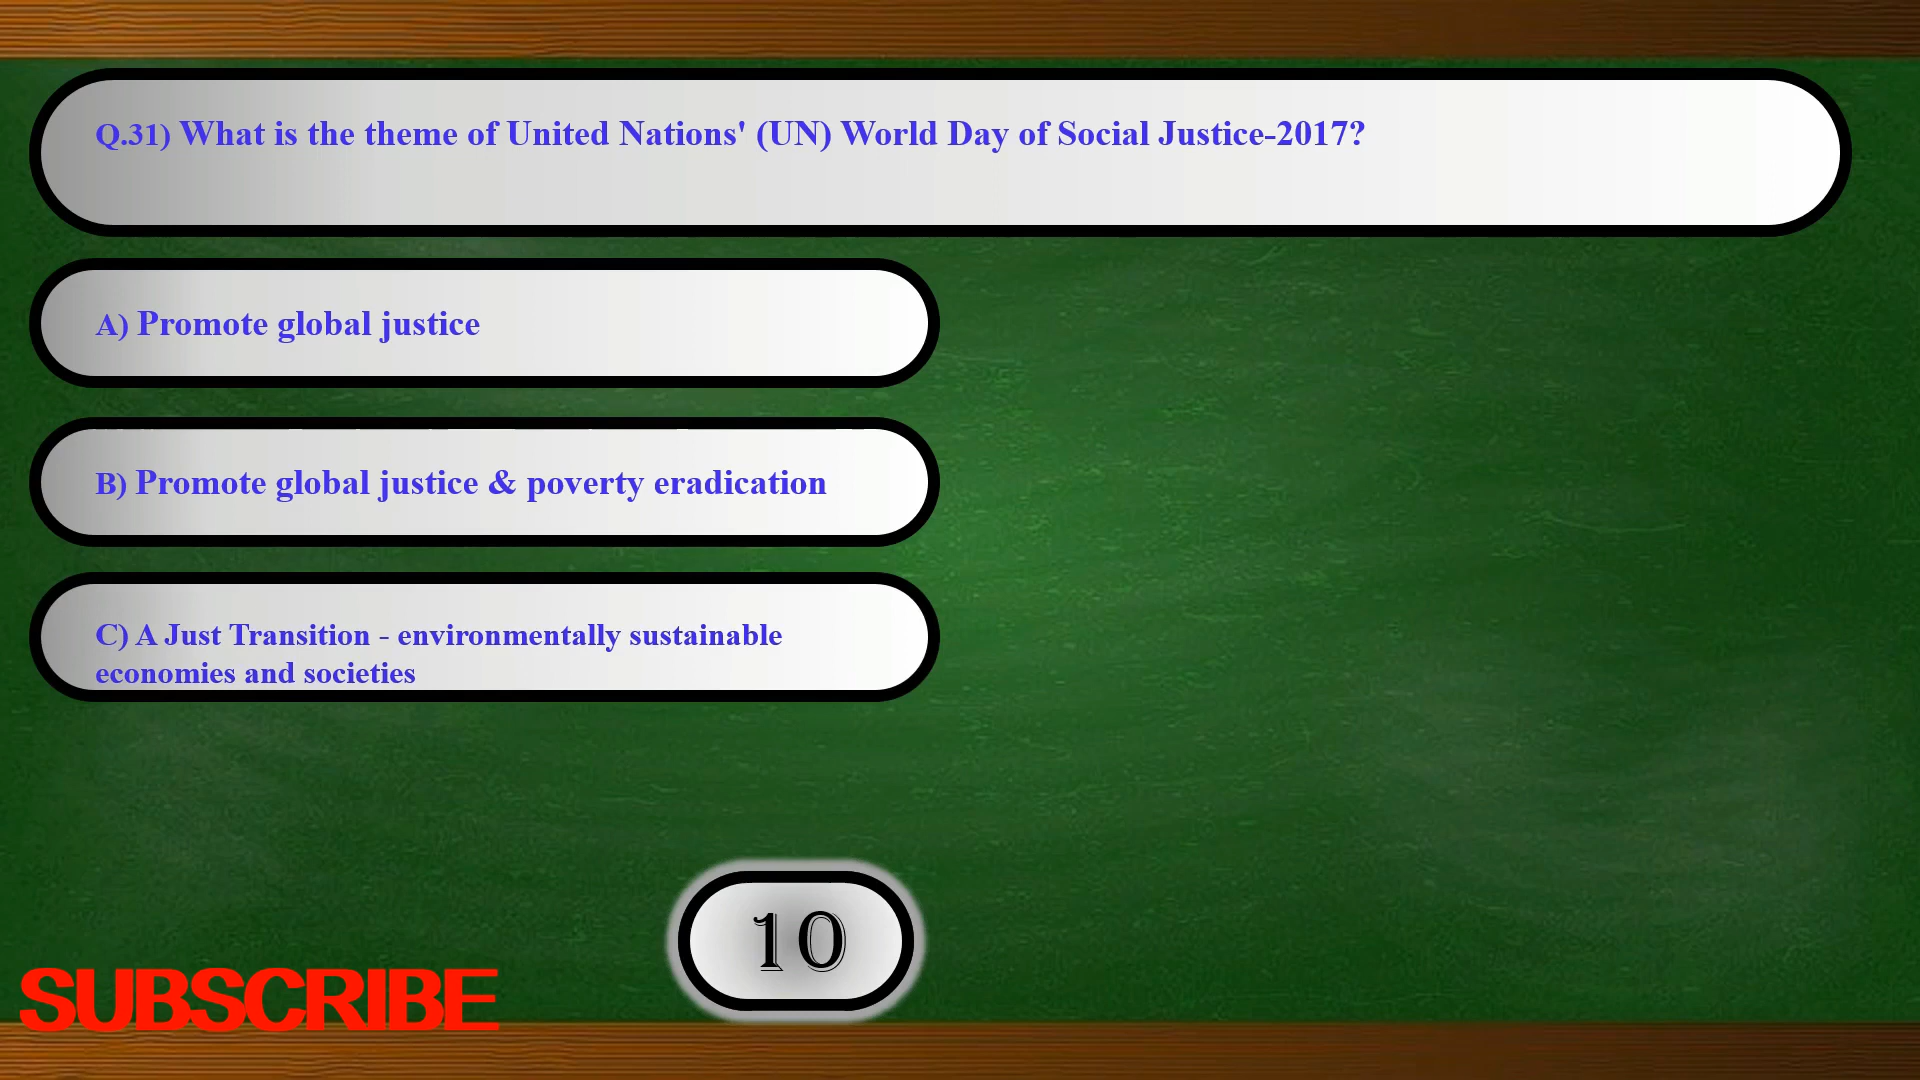 Q.31) What is the theme of United Nations' (UN) World Day of Social Justice-2017?
A) Promote global justice
B) Promote global justice & poverty eradication
C) A Just Transition - environmentally sustainable
economies and societies
10
SUBSCRIBE